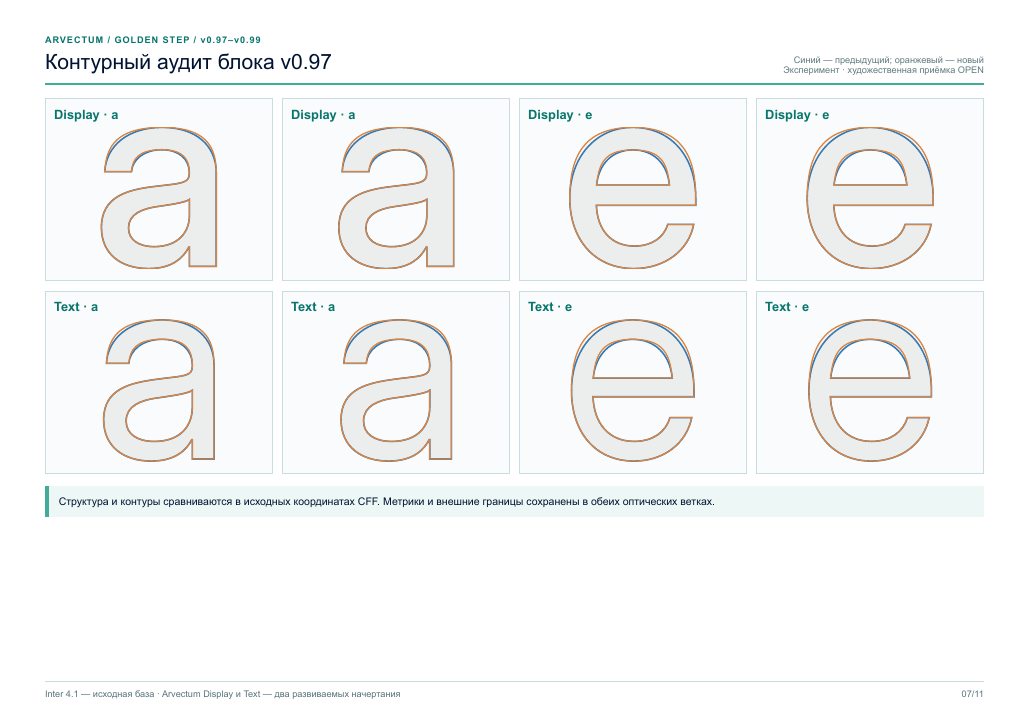 ARVECTUM / GOLDEN STEP / v0.97–v0.99
Контурный аудит блока v0.97
Синий — предыдущий; оранжевый — новый
Эксперимент · художественная приёмка OPEN
Display · a
Display · a
Display · e
Display · e
a
a
e
e
Text · a
Text · a
Text · e
Text · e
a
a
e
e
Структура и контуры сравниваются в исходных координатах CFF. Метрики и внешние границы сохранены в обеих оптических ветках.
Inter 4.1 — исходная база · Arvectum Display и Text — два развиваемых начертания
07/11